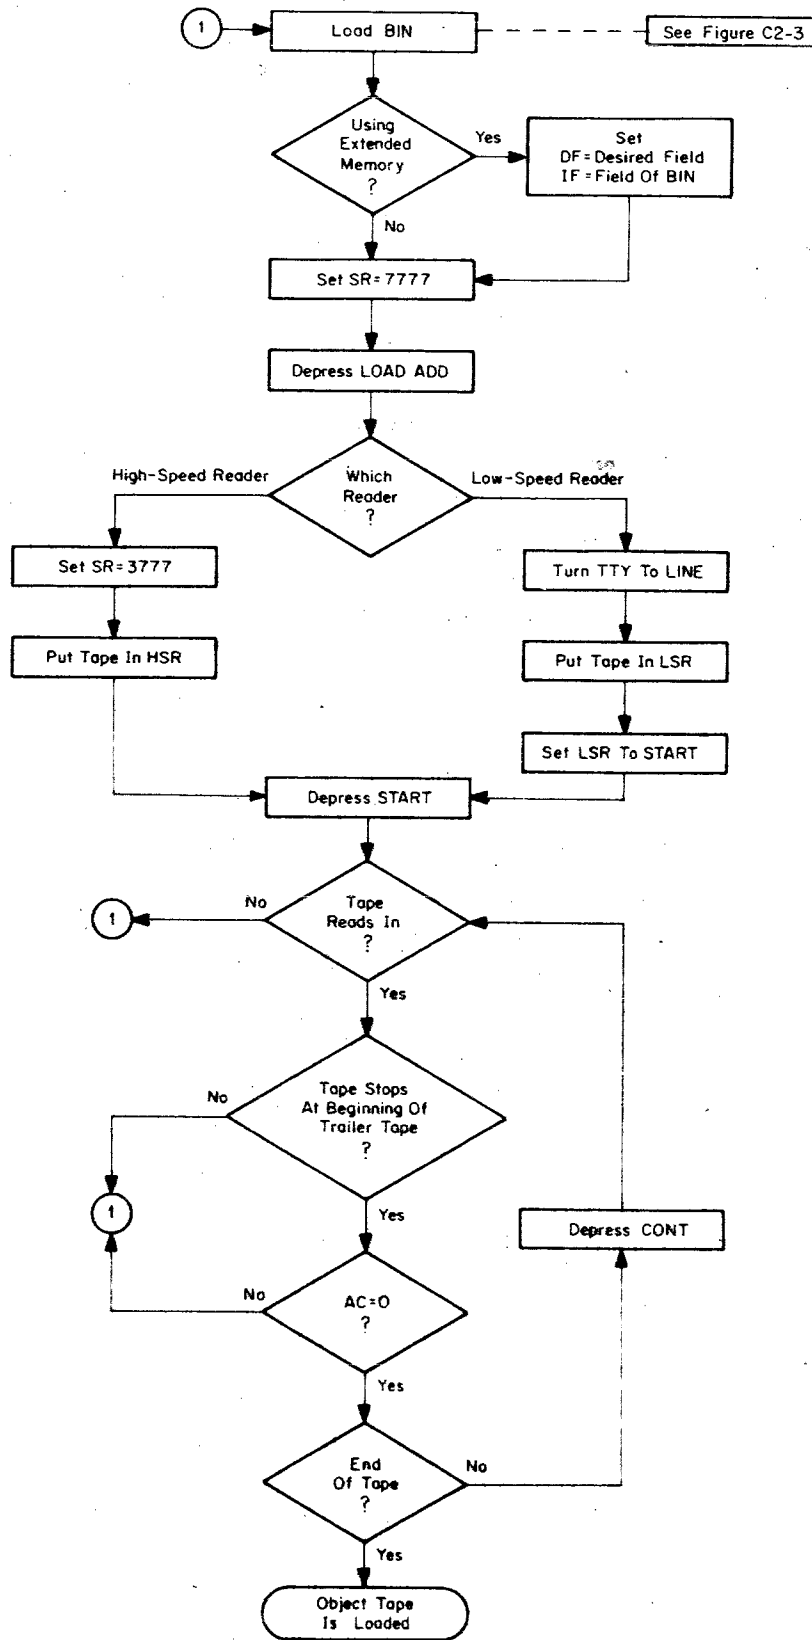 1
Load BIN
See Figure C2-3
Using
Extended
Memory
?
Yes
Set
DF=Desired Field
IF=Field Of BIN
No
Set SR=7777
Depress LOAD ADD
High-Speed Reader
Which
Reader
?
Low-Speed Reader
Set SR=3777
Turn TTY To LINE
Put Tape In HSR
Put Tape In LSR
Set LSR To START
Depress START
1
No
Tape
Reads In
?
Yes
No
Tape Stops
At Beginning Of
Trailer Tape
?
1
Yes
Depress CONT
No
AC=0
?
Yes
End
Of Tape
?
No
Yes
Object Tape
Is Loaded